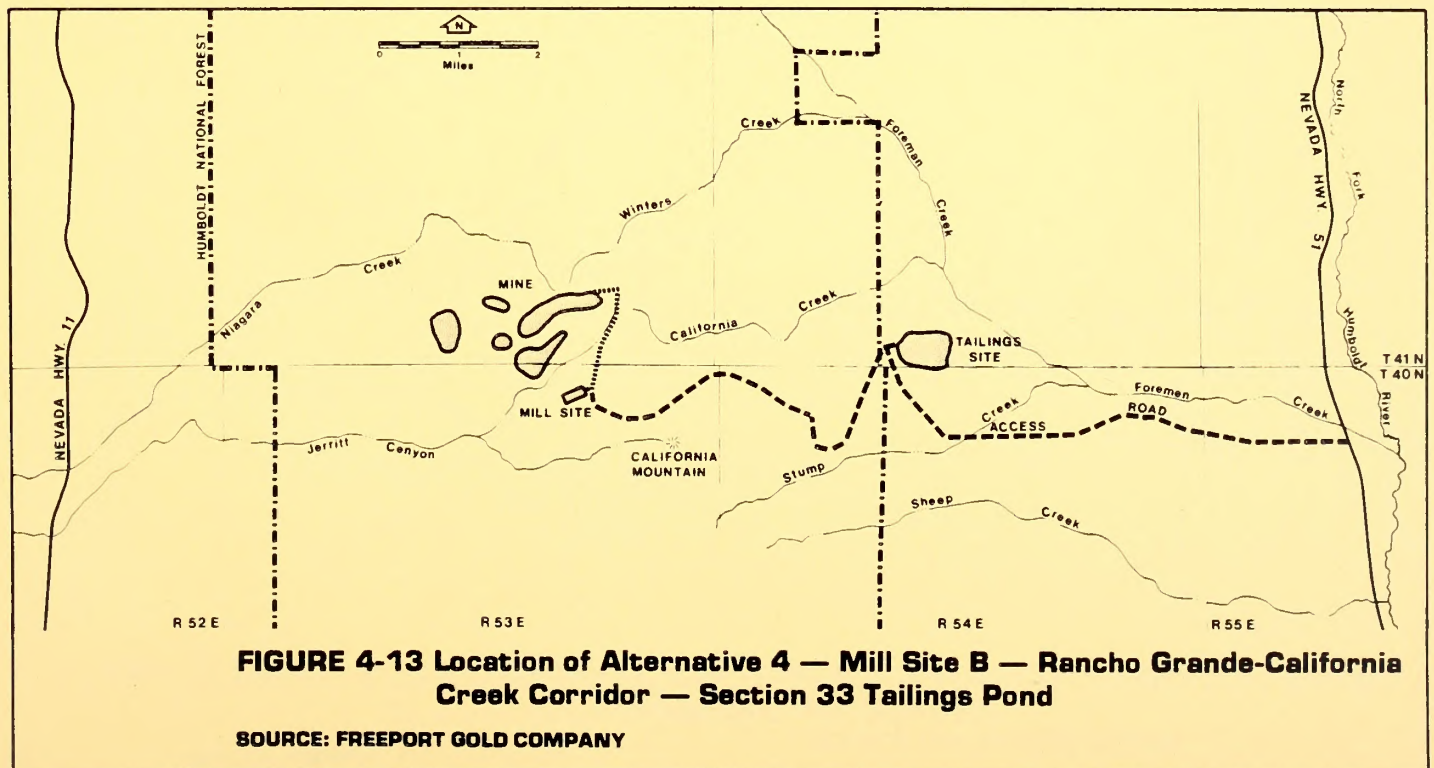 N
0 1 2
Miles
HUMBOLDT NATIONAL FOREST
NEVADA HWY. 11
NEVADA HWY. 51
North Fork Humboldt River
Creek
Foreman Creek
Winters
Niagara Creek
MINE
California Creek
TAILINGS
SITE
T 41 N
T 40 N
MILL SITE
Jerritt Cenyon
CALIFORNIA
MOUNTAIN
Stump Creek
ACCESS ROAD
Foremen Creek
Sheep Creek
R 52 E R 53 E R 54 E R 55 E
FIGURE 4-13 Location of Alternative 4 — Mill Site B — Rancho Grande-California
Creek Corridor — Section 33 Tailings Pond
SOURCE: FREEPORT GOLD COMPANY